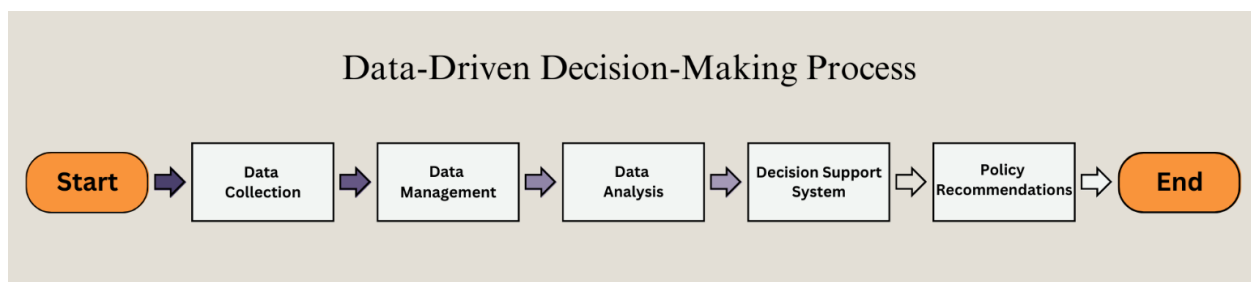 Data-Driven Decision-Making Process
Start
Data
Collection
Data
Management
Data
Analysis
Decision Support
System
Policy
Recommendations
End